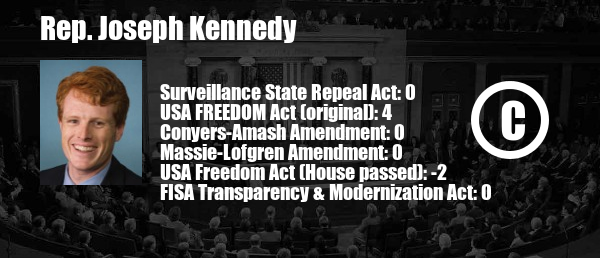 Rep. Joseph Kennedy
Surveillance State Repeal Act: 0
USA FREEDOM Act (original): 4
Conyers-Amash Amendment: 0
Massie-Lofgren Amendment: 0
USA Freedom Act (House passed): -2
FISA Transparency & Modernization Act: 0
C